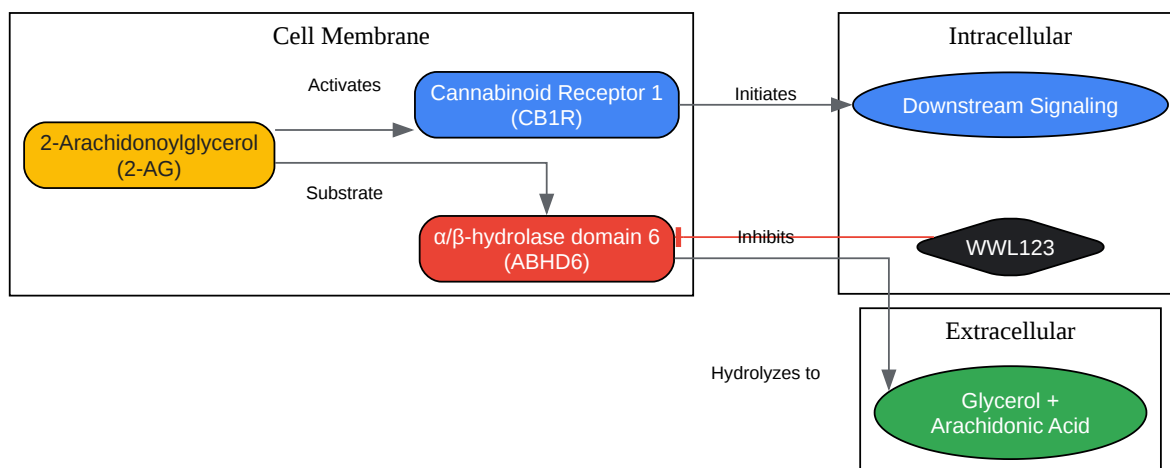 Cell Membrane
Intracellular
Activates
Cannabinoid Receptor 1
(CB1R)
Initiates
Downstream Signaling
2-Arachidonoylglycerol
(2-AG)
Substrate
α/β-hydrolase domain 6
(ABHD6)
Inhibits
WWL123
Extracellular
Hydrolyzes to
Glycerol +
Arachidonic Acid